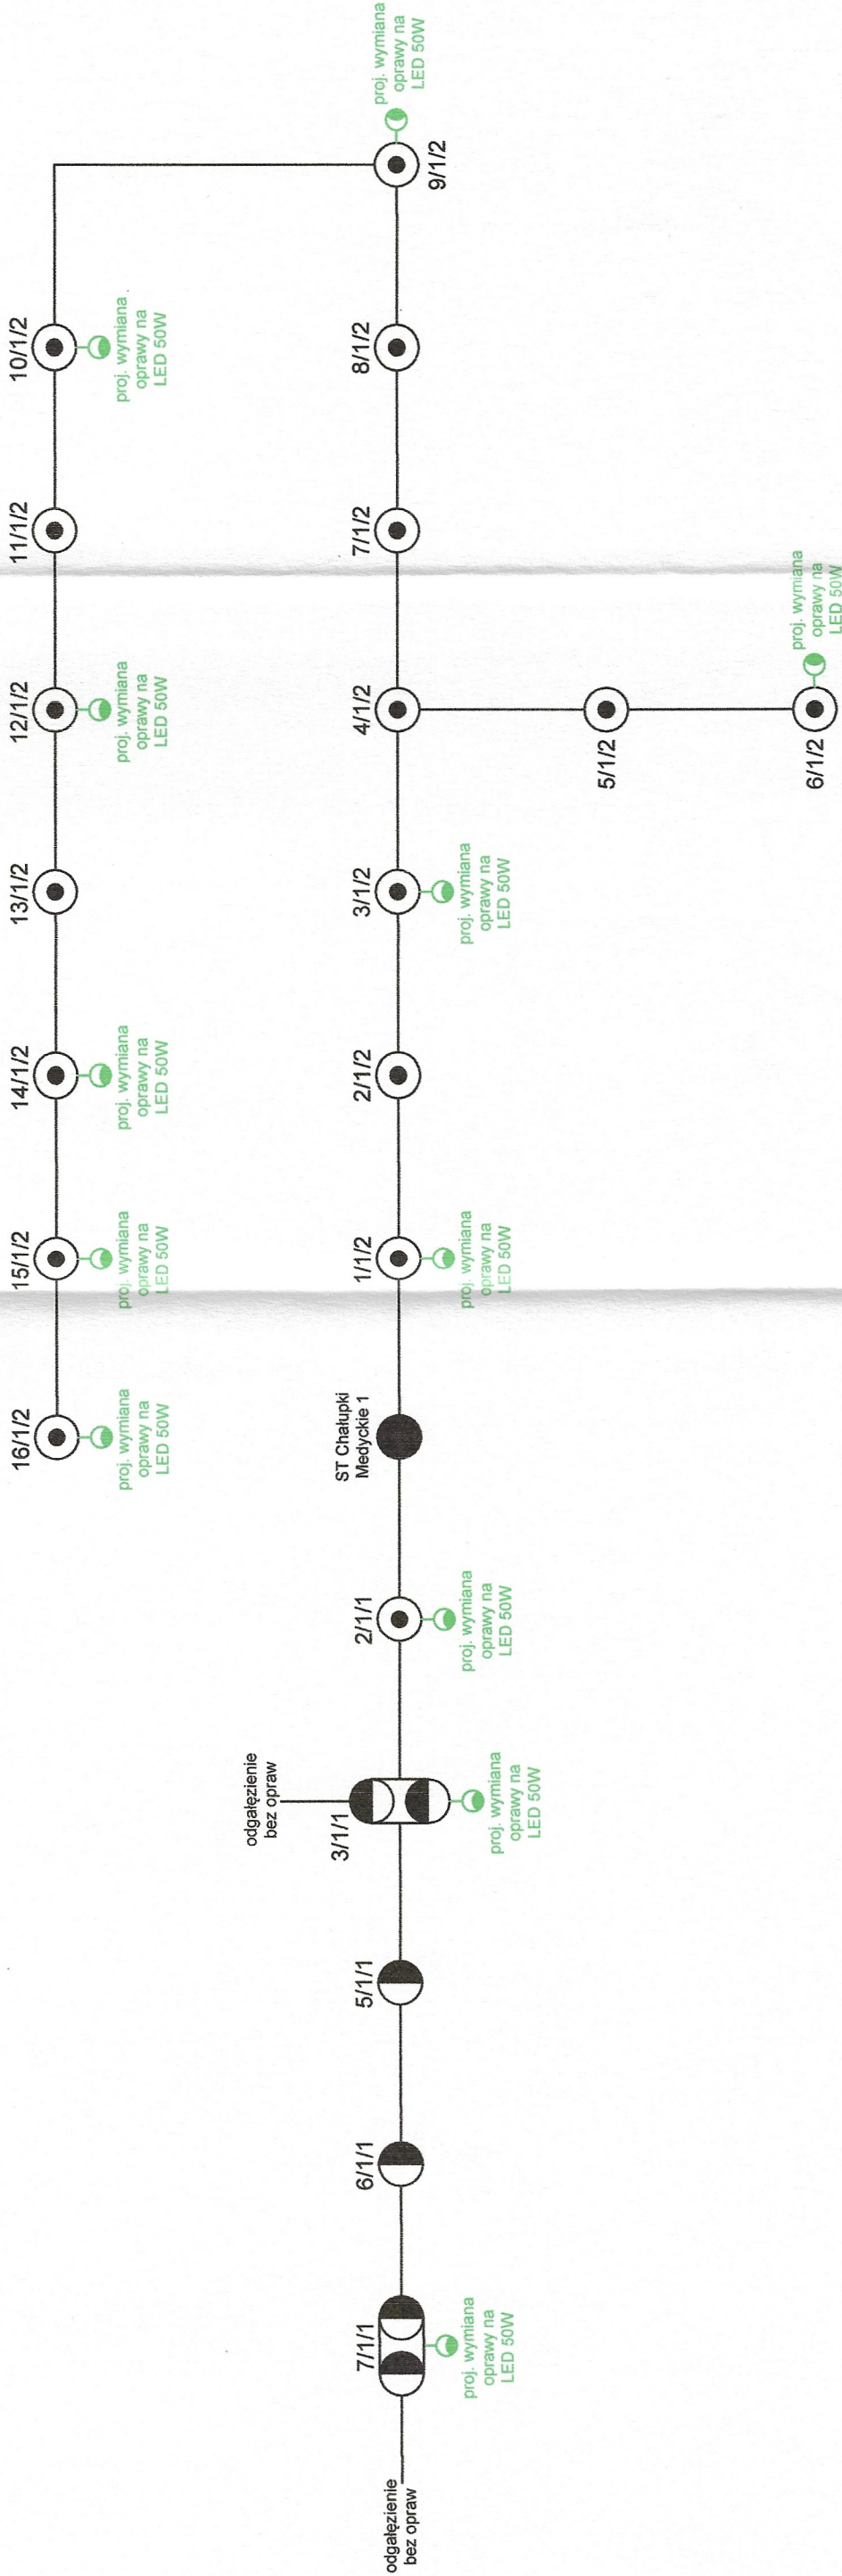 16/1/2
proj. wymiana
oprawy na
LED 50W
15/1/2
proj. wymiana
oprawy na
LED 50W
14/1/2
proj. wymiana
oprawy na
LED 50W
13/1/2
12/1/2
proj. wymiana
oprawy na
LED 50W
11/1/2
10/1/2
proj. wymiana
oprawy na
LED 50W
odgałęzienie
bez opraw
7/1/1
proj. wymiana
oprawy na
LED 50W
6/1/1
5/1/1
odgałęzienie
bez opraw
3/1/1
proj. wymiana
oprawy na
LED 50W
2/1/1
proj. wymiana
oprawy na
LED 50W
ST Chałupki
Medyckie 1
1/1/2
proj. wymiana
oprawy na
LED 50W
2/1/2
3/1/2
proj. wymiana
oprawy na
LED 50W
4/1/2
7/1/2
8/1/2
9/1/2
proj. wymiana
oprawy na
LED 50W
5/1/2
6/1/2
proj. wymiana
oprawy na
LED 50W